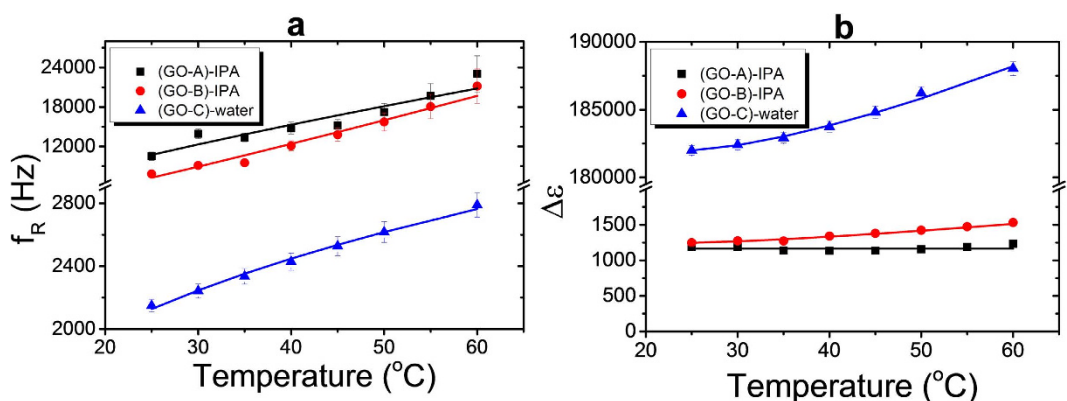 a
f_R (Hz)
24000
18000
12000
2800
2400
2000
(GO-A)-IPA
(GO-B)-IPA
(GO-C)-water
20 30 40 50 60
Temperature (°C)
b
Δε
190000
185000
180000
1500
1000
500
0
(GO-A)-IPA
(GO-B)-IPA
(GO-C)-water
20 30 40 50 60
Temperature (°C)